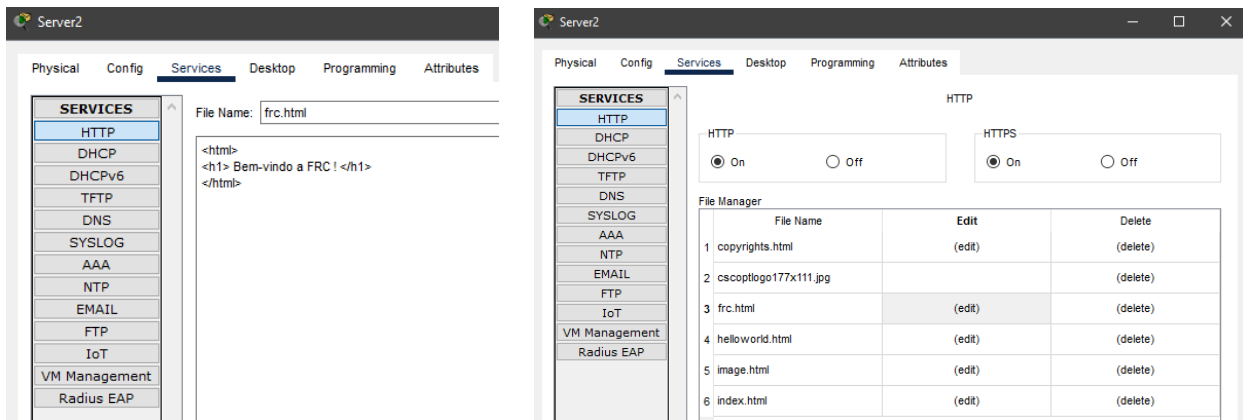 Server2
Physical Config Services Desktop Programming Attributes
SERVICES
HTTP
DHCP
DHCPv6
TFTP
DNS
SYSLOG
AAA
NTP
EMAIL
FTP
IoT
VM Management
Radius EAP
File Name: frc.html
<html>
<h1> Bem-vindo a FRC ! </h1>
</html>
Server2
Physical Config Services Desktop Programming Attributes
SERVICES
HTTP
DHCP
DHCPv6
TFTP
DNS
SYSLOG
AAA
NTP
EMAIL
FTP
IoT
VM Management
Radius EAP
HTTP
HTTP
On Off
HTTPS
On Off
File Manager
File Name Edit Delete
1 copyrights.html (edit) (delete)
2 cscoptlogo177x111.jpg (delete)
3 frc.html (edit) (delete)
4 helloworld.html (edit) (delete)
5 image.html (edit) (delete)
6 index.html (edit) (delete)